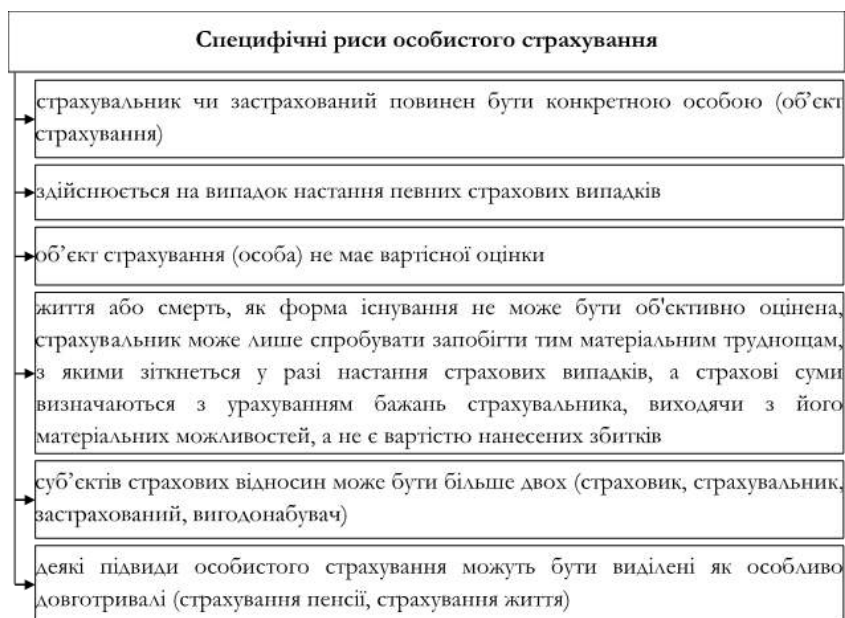 Специфічні риси особистого страхування
страхувальник чи застрахований повинен бути конкретною особою (об’єкт
страхування)
здійснюється на випадок настання певних страхових випадків
об’єкт страхування (особа) не має вартісної оцінки
життя або смерть, як форма існування не може бути об'єктивно оцінена,
страхувальник може лише спробувати запобігти тим матеріальним труднощам,
з якими зіткнеться у разі настання страхових випадків, а страхові суми
визначаються з урахуванням бажань страхувальника, виходячи з його
матеріальних можливостей, а не є вартістю нанесених збитків
суб’єктів страхових відносин може бути більше двох (страховик, страхувальник,
застрахований, вигодонабувач)
деякі підвиди особистого страхування можуть бути виділені як особливо
довготривалі (страхування пенсії, страхування життя)